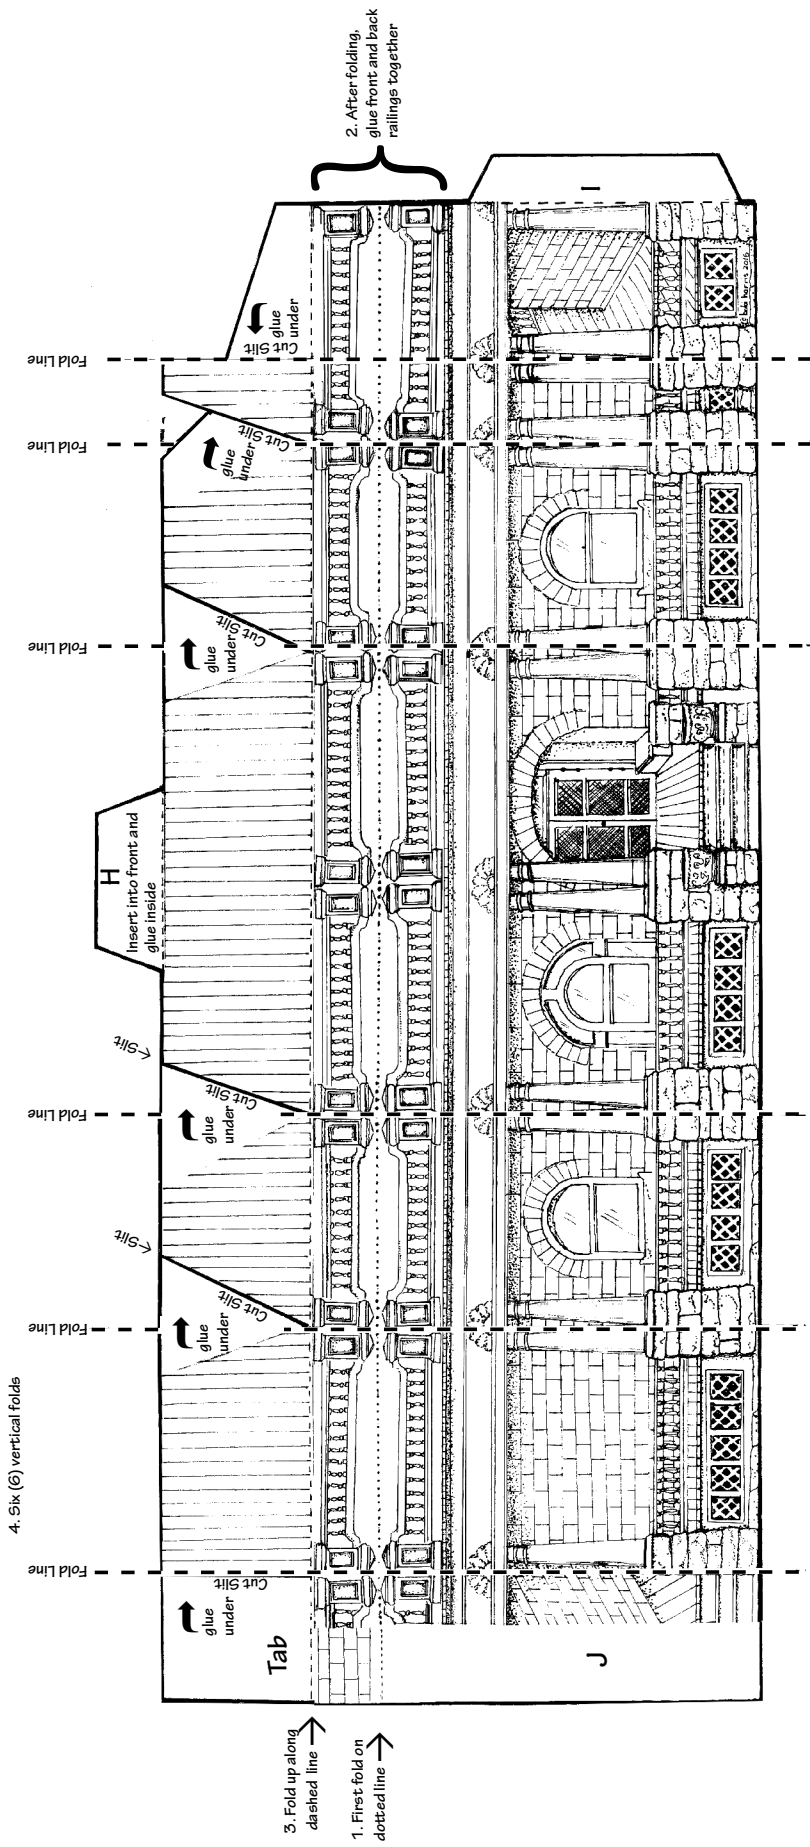 4. Six (6) vertical folds
Fold Line
Fold Line
Fold Line
Fold Line
Fold Line
Fold Line
H
Insert into front and
glue inside
Slit
Slit
glue
under
Cut Slit
glue
under
Cut Slit
glue
under
Cut Slit
glue
under
Cut Slit
glue
under
Cut Slit
glue
under
Cut Slit
Tab
3. Fold up along
dashed line →
1. First fold on
dotted line →
2. After folding,
glue front and back
railings together
J
I
bob harris 2016